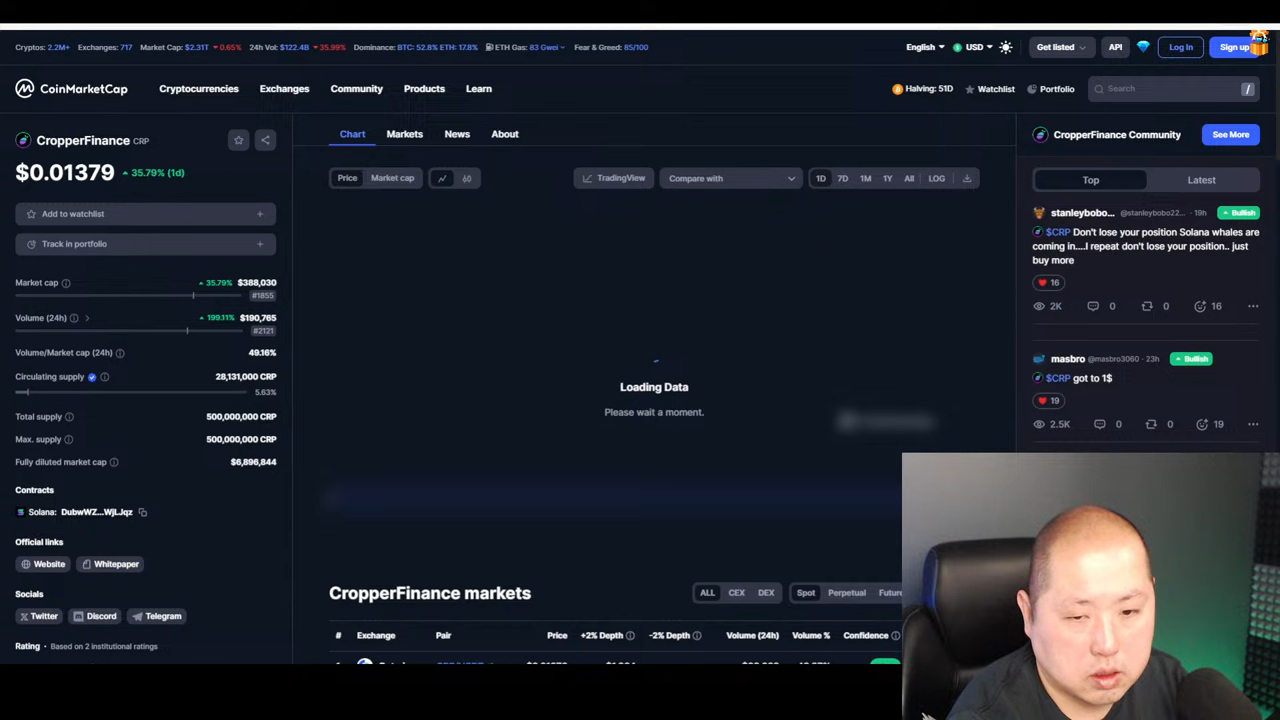 Cryptos: 2.2M+ Exchanges: 717 Market Cap: $2.31T 0.65% 24h Vol: $122.4B 35.99% Dominance: BTC: 52.8% ETH: 17.8% ETH Gas: 83 Gwei Fear & Greed: 85/100 English USD Get listed API Log In Sign up
CoinMarketCap Cryptocurrencies Exchanges Community Products Learn Halving: 51D Watchlist Portfolio Search /
CropperFinance CRP
$0.01379 35.79% (1d)
Add to watchlist +
Track in portfolio +
Market cap 35.79% $388,030
#1855
Volume (24h) 199.11% $190,765
#2121
Volume/Market cap (24h) 49.16%
Circulating supply 28,131,000 CRP
5.63%
Total supply 500,000,000 CRP
Max. supply 500,000,000 CRP
Fully diluted market cap $6,896,844
Contracts
Solana: DubwWZ...WjLJqz
Official links
Website Whitepaper
Socials
Twitter Discord Telegram
Rating · Based on 2 institutional ratings
Chart Markets News About
Price Market cap TradingView Compare with 1D 7D 1M 1Y All LOG
Loading Data
Please wait a moment.
CropperFinance markets ALL CEX DEX Spot Perpetual
# Exchange Pair Price +2% Depth -2% Depth Volume (24h) Volume % Confidence
CropperFinance Community See More
Top Latest
stanleybobo... @stanleybobo22... · 19h Bullish
$CRP Don't lose your position Solana whales are
coming in....I repeat don't lose your position.. just
buy more
16
2K 0 0 16 ...
masbro @masbro3060 · 23h Bullish
$CRP got to 1$
19
2.5K 0 0 19 ...